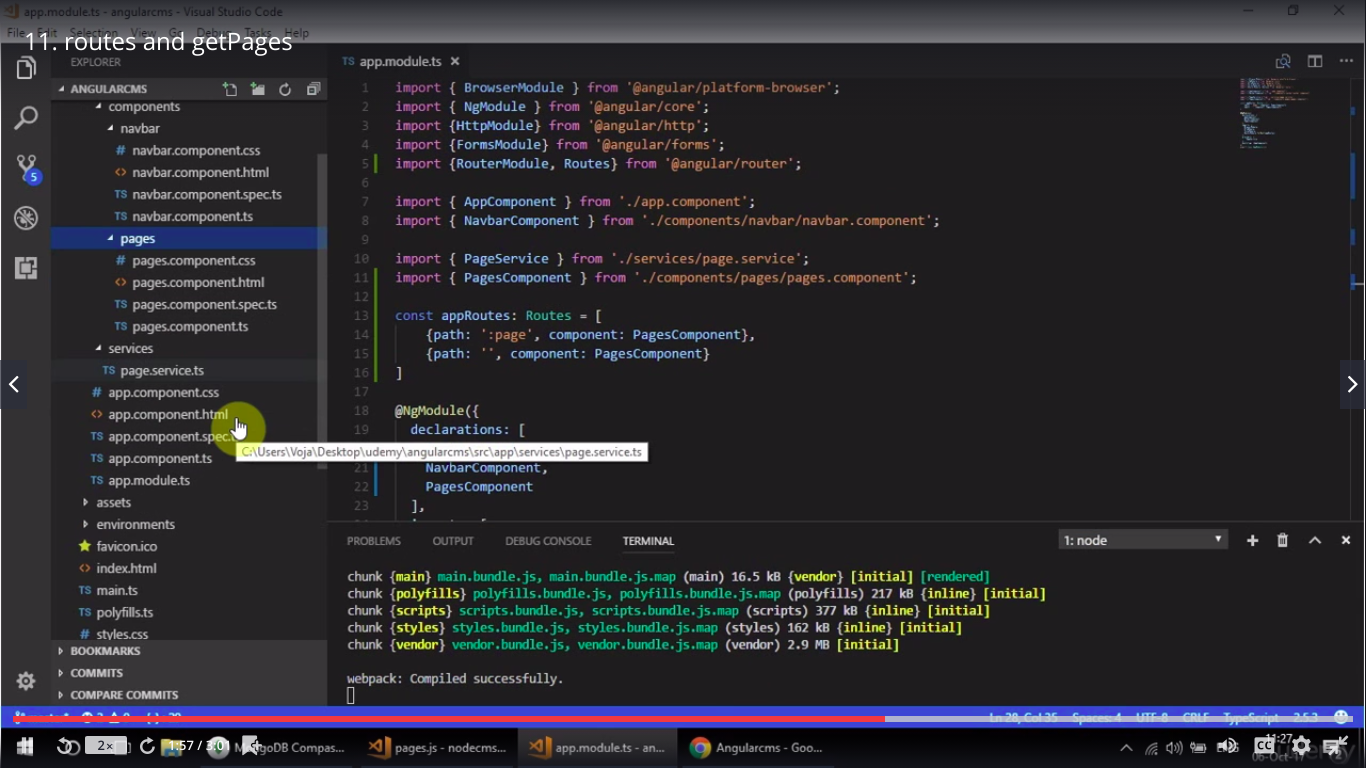 app.module.ts - angularcms - Visual Studio Code
File Edit Selection View Go Debug Tasks Help
11. routes and getPages
EXPLORER
ANGULARCMS
components
navbar
# navbar.component.css
<> navbar.component.html
TS navbar.component.spec.ts
TS navbar.component.ts
pages
# pages.component.css
<> pages.component.html
TS pages.component.spec.ts
TS pages.component.ts
services
TS page.service.ts
# app.component.css
<> app.component.html
TS app.component.spec.
TS app.component.ts
TS app.module.ts
assets
environments
favicon.ico
<> index.html
TS main.ts
TS polyfills.ts
# styles.css
BOOKMARKS
COMMITS
COMPARE COMMITS
5
C:\Users\Voja\Desktop\udemy\angularcms\src\app\services\page.service.ts
TS app.module.ts
1 import { BrowserModule } from '@angular/platform-browser';
2 import { NgModule } from '@angular/core';
3 import {HttpModule} from '@angular/http';
4 import {FormsModule} from '@angular/forms';
5 import {RouterModule, Routes} from '@angular/router';
6
7 import { AppComponent } from './app.component';
8 import { NavbarComponent } from './components/navbar/navbar.component';
9
10 import { PageService } from './services/page.service';
11 import { PagesComponent } from './components/pages/pages.component';
12
13 const appRoutes: Routes = [
14 {path: ':page', component: PagesComponent},
15 {path: '', component: PagesComponent}
16 ]
17
18 @NgModule({
19 declarations: [
21 NavbarComponent,
22 PagesComponent
23 ],
PROBLEMS OUTPUT DEBUG CONSOLE TERMINAL 1: node
chunk {main} main.bundle.js, main.bundle.js.map (main) 16.5 kB {vendor} [initial] [rendered]
chunk {polyfills} polyfills.bundle.js, polyfills.bundle.js.map (polyfills) 217 kB {inline} [initial]
chunk {scripts} scripts.bundle.js, scripts.bundle.js.map (scripts) 377 kB {inline} [initial]
chunk {styles} styles.bundle.js, styles.bundle.js.map (styles) 162 kB {inline} [initial]
chunk {vendor} vendor.bundle.js, vendor.bundle.js.map (vendor) 2.9 MB [initial]
webpack: Compiled successfully.
Ln 28, Col 35 Spaces: 4 UTF-8 CRLF TypeScript 2.5.3
2x 1:57 / 3:01 MongoDB Compas... pages.js - nodecms... app.module.ts - an... Angularcms - Goo... CC 11:27
06-Oct-17